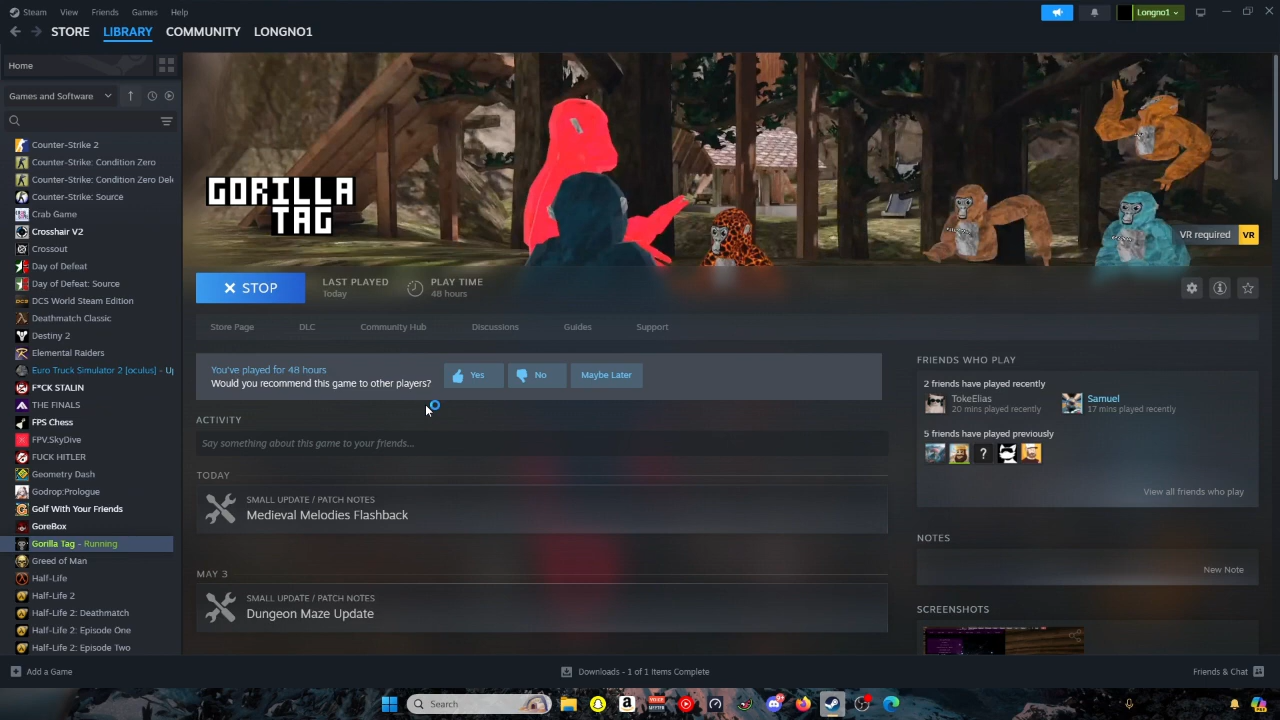 Steam View Friends Games Help
Longno1
STORE LIBRARY COMMUNITY LONGNO1
Home
Games and Software
Counter-Strike 2
Counter-Strike: Condition Zero
Counter-Strike: Condition Zero Dele
Counter-Strike: Source
Crab Game
Crosshair V2
Crossout
Day of Defeat
Day of Defeat: Source
DCS World Steam Edition
Deathmatch Classic
Destiny 2
Elemental Raiders
Euro Truck Simulator 2 [oculus] - Up
F*CK STALIN
THE FINALS
FPS Chess
FPV.SkyDive
FUCK HITLER
Geometry Dash
Godrop:Prologue
Golf With Your Friends
GoreBox
Gorilla Tag - Running
Greed of Man
Half-Life
Half-Life 2
Half-Life 2: Deathmatch
Half-Life 2: Episode One
Half-Life 2: Episode Two
GORILLA
TAG
VR required VR
STOP
LAST PLAYED
Today
PLAY TIME
48 hours
Store Page DLC Community Hub Discussions Guides Support
You've played for 48 hours
Would you recommend this game to other players?
Yes No Maybe Later
ACTIVITY
Say something about this game to your friends...
TODAY
SMALL UPDATE / PATCH NOTES
Medieval Melodies Flashback
MAY 3
SMALL UPDATE / PATCH NOTES
Dungeon Maze Update
FRIENDS WHO PLAY
2 friends have played recently
TokeElias
20 mins played recently
Samuel
17 mins played recently
5 friends have played previously
?
View all friends who play
NOTES
New Note
SCREENSHOTS
Add a Game
Downloads - 1 of 1 Items Complete
Friends & Chat
Search